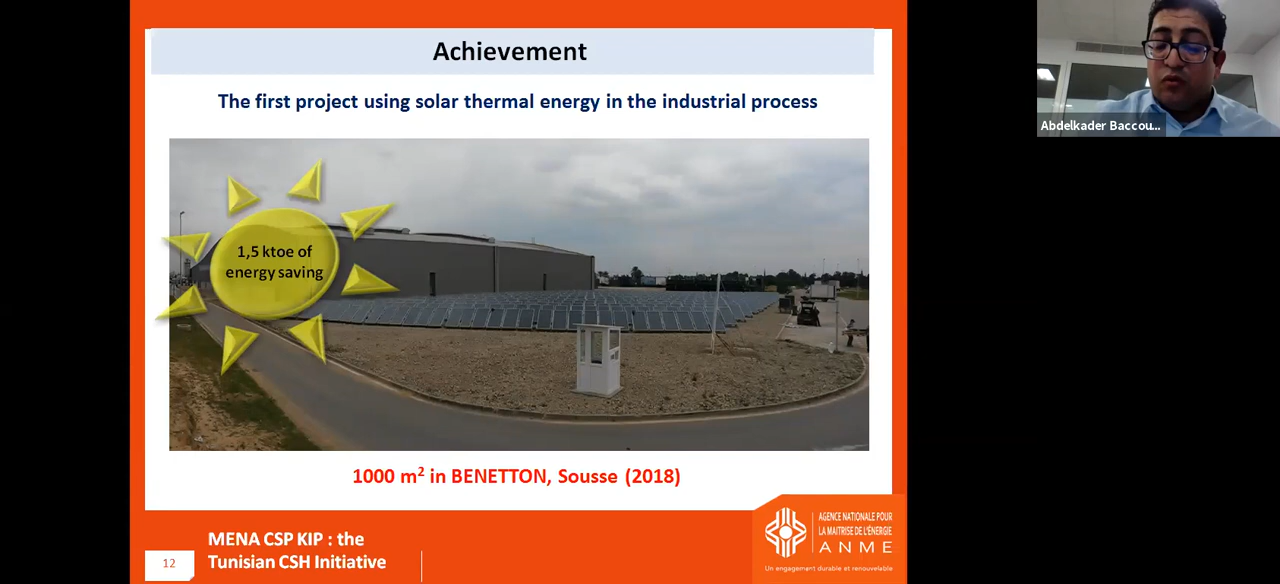 Achievement
The first project using solar thermal energy in the industrial process
1,5 ktoe of
energy saving
1000 m² in BENETTON, Sousse (2018)
MENA CSP KIP : the
Tunisian CSH Initiative
12
AGENCE NATIONALE POUR
LA MAITRISE DE L'ÉNERGIE
ANME
Un engagement durable et renouvelable
Abdelkader Baccou...